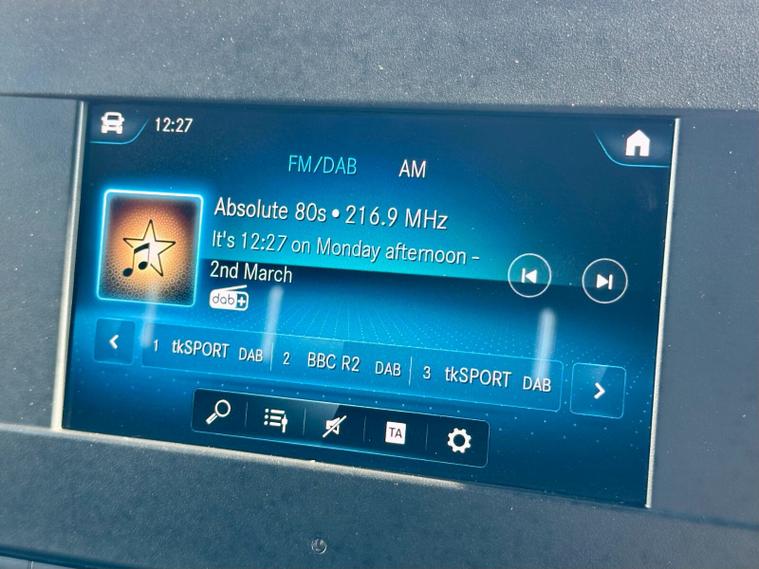 12:27
FM/DAB AM
Absolute 80s • 216.9 MHz
It's 12:27 on Monday afternoon -
2nd March
dab+
1 tkSPORT DAB 2 BBC R2 DAB 3 tkSPORT DAB
TA